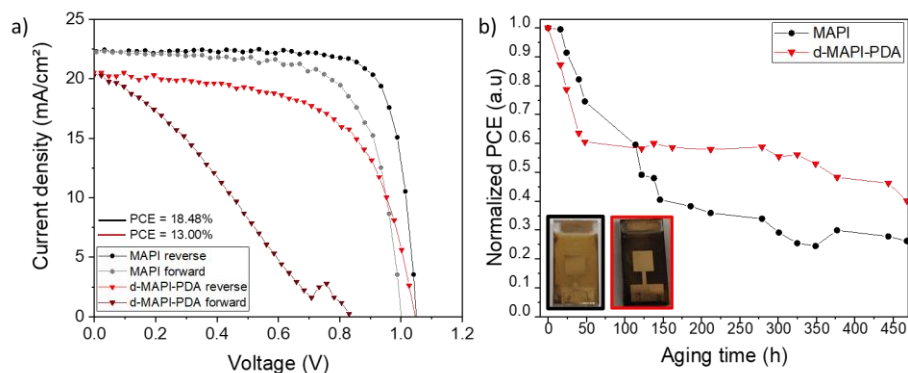 a)
25
20
15
10
5
0
Current density (mA/cm²)
PCE = 18.48%
PCE = 13.00%
MAPI reverse
MAPI forward
d-MAPI-PDA reverse
d-MAPI-PDA forward
0.0 0.2 0.4 0.6 0.8 1.0 1.2
Voltage (V)
b)
1.0
0.9
0.8
0.7
0.6
0.5
0.4
0.3
0.2
0.1
0.0
Normalized PCE (a.u)
MAPI
d-MAPI-PDA
0 50 100 150 200 250 300 350 400 450
Aging time (h)